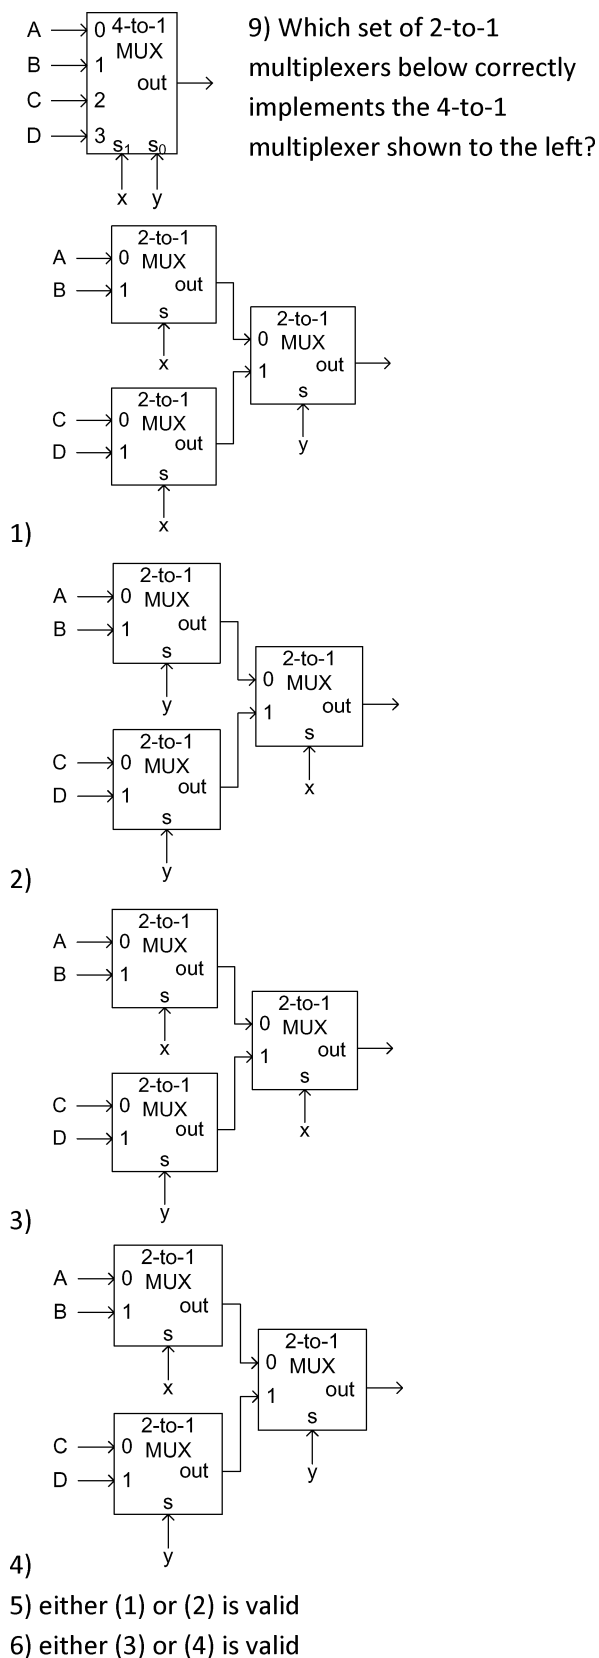 A 0 4-to-1 9) Which set of 2-to-1
MUX
B 1 multiplexers below correctly
out
C 2 implements the 4-to-1
D 3 multiplexer shown to the left?
s1 s0
x y
2-to-1
A 0 MUX
B 1 out
s
x
2-to-1
0 MUX
1 out
s
y
2-to-1
C 0 MUX
D 1 out
s
x
1)
2-to-1
A 0 MUX
B 1 out
s
y
2-to-1
0 MUX
1 out
s
x
2-to-1
C 0 MUX
D 1 out
s
y
2)
2-to-1
A 0 MUX
B 1 out
s
x
2-to-1
0 MUX
1 out
s
x
2-to-1
C 0 MUX
D 1 out
s
y
3)
2-to-1
A 0 MUX
B 1 out
s
x
2-to-1
0 MUX
1 out
s
y
2-to-1
C 0 MUX
D 1 out
s
y
4)
5) either (1) or (2) is valid
6) either (3) or (4) is valid